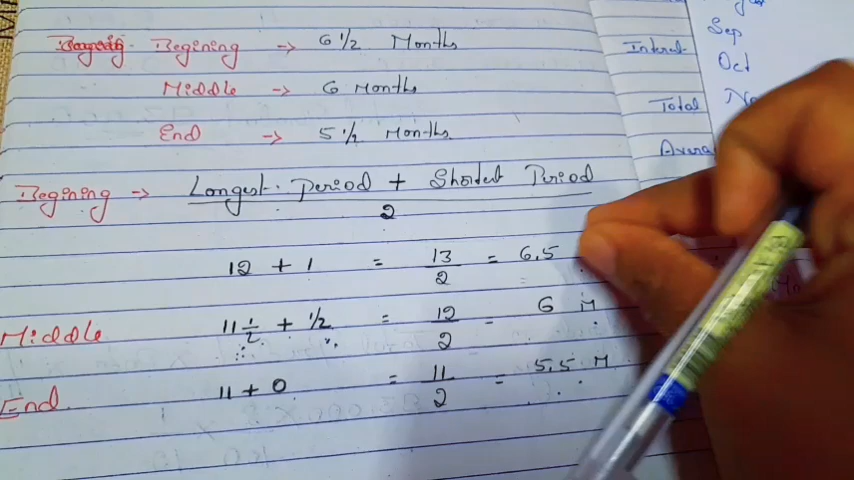 Begining → 6 1/2 Months
Middle → 6 Months
End → 5 1/2 Months
Begining → Longest Period + Shortest Period
2
12 + 1 = 13/2 = 6.5
Middle 11 1/2 + 1/2 = 12/2 = 6 M
End 11 + 0 = 11/2 = 5.5 M
Sep
Oct
Interest
Total